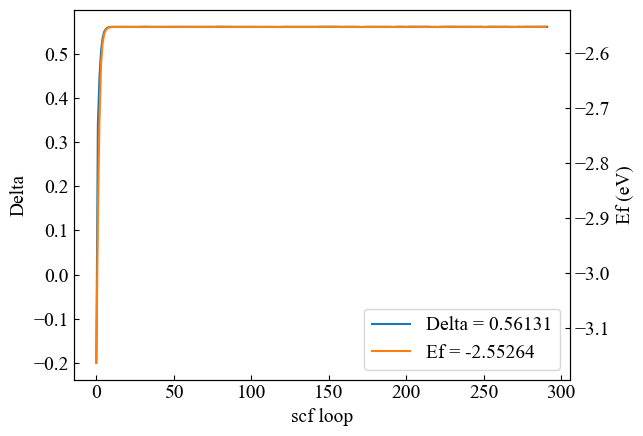 0.5
0.4
0.3
0.2
0.1
0.0
−0.1
−0.2
Delta
−2.6
−2.7
−2.8
−2.9
−3.0
−3.1
Ef (eV)
Delta = 0.56131
Ef = -2.55264
0 50 100 150 200 250 300
scf loop